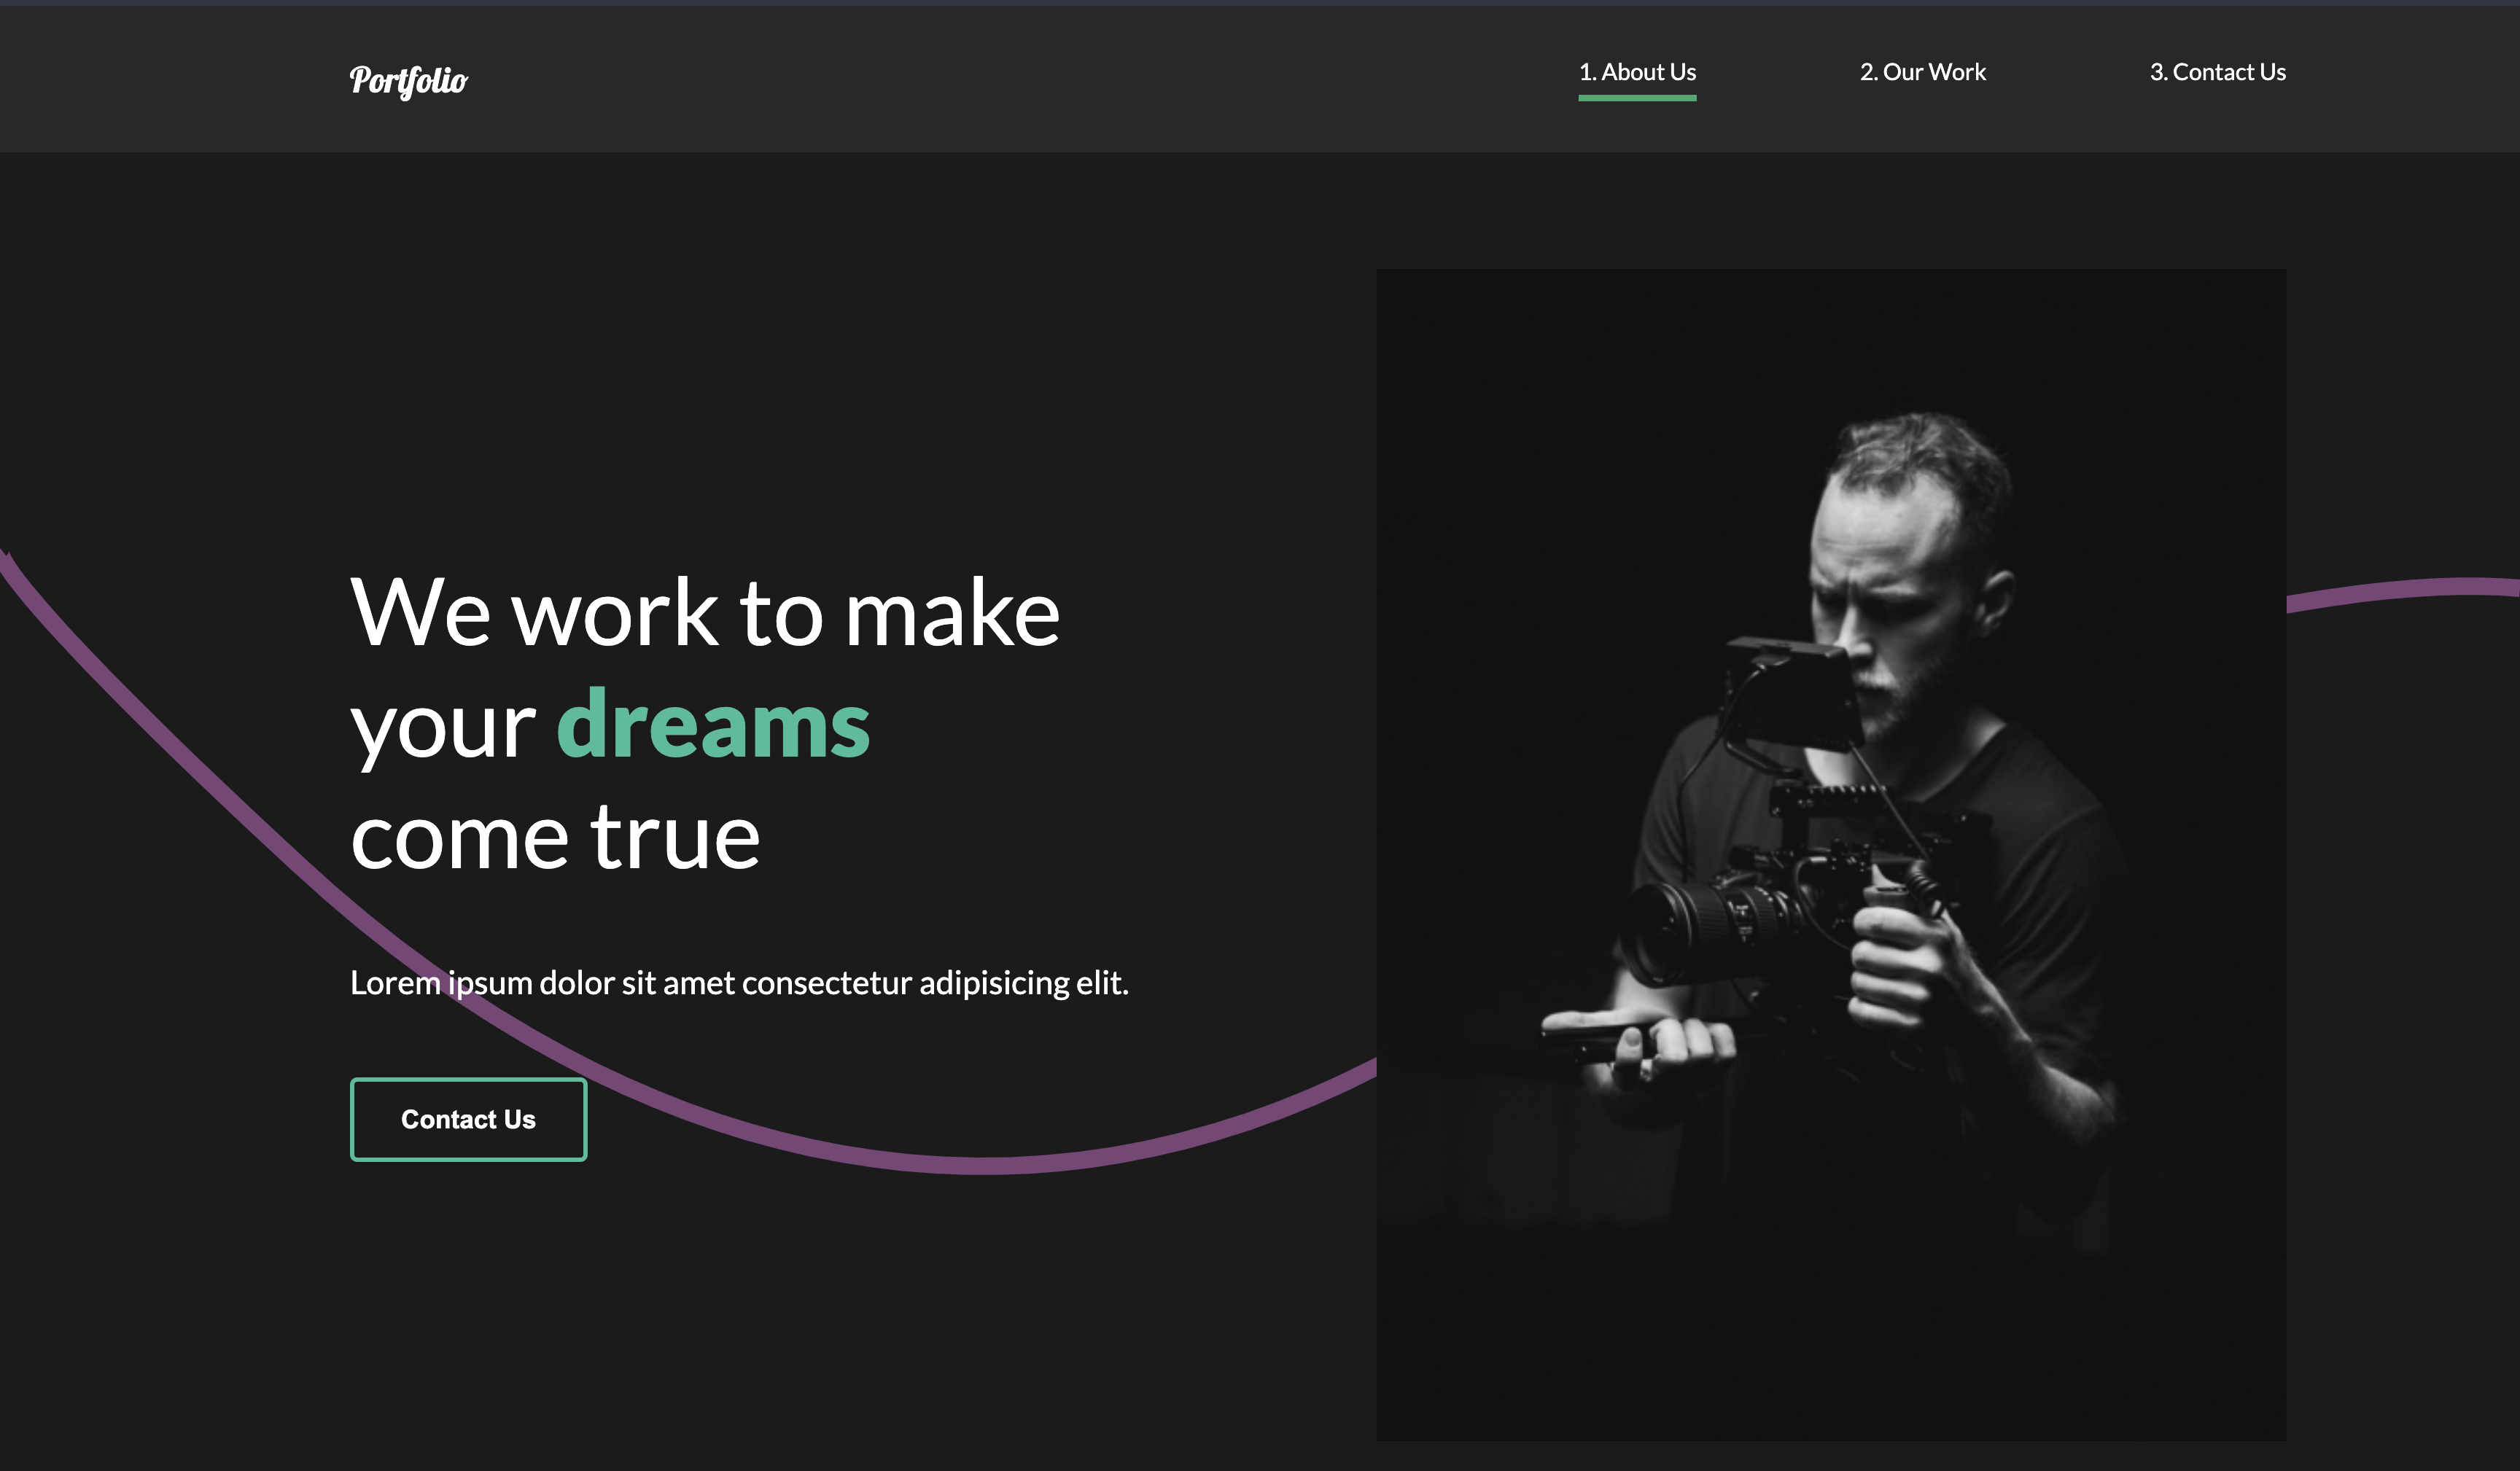 Portfolio
1. About Us
2. Our Work
3. Contact Us
We work to make
your dreams
come true
Lorem ipsum dolor sit amet consectetur adipisicing elit.
Contact Us